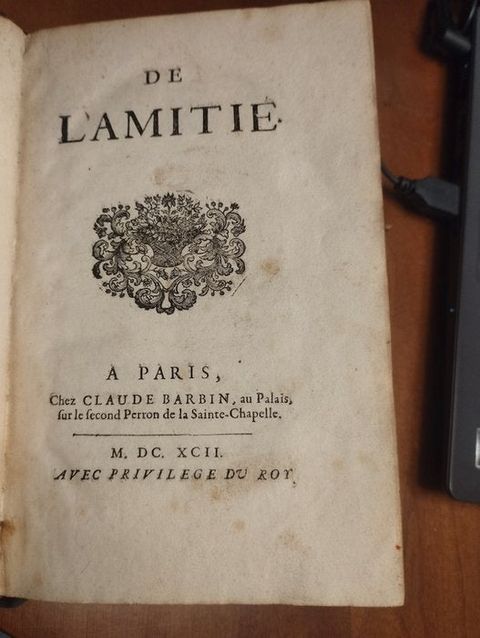 DE
L'AMITIE.
A PARIS,
Chez CLAUDE BARBIN, au Palais,
sur le second Perron de la Sainte-Chapelle.
M. DC. XCII.
AVEC PRIVILEGE DU ROY